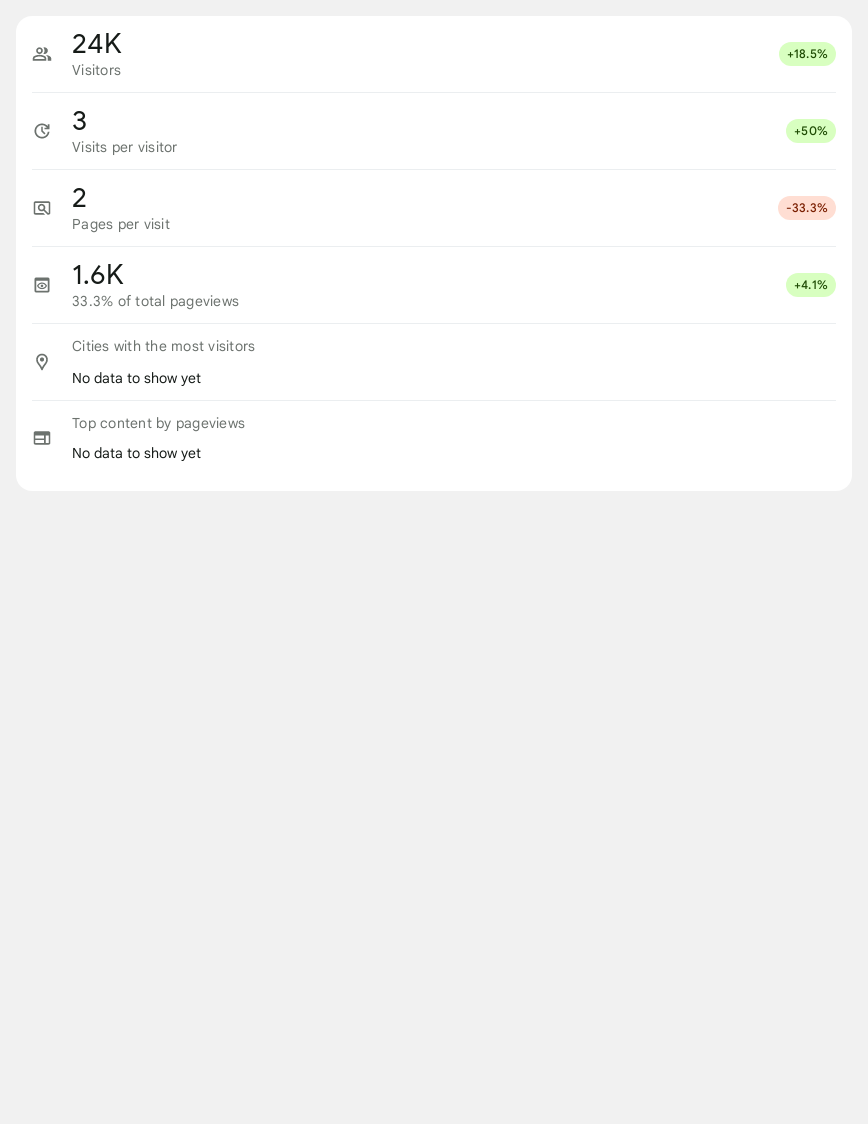 24K
Visitors
+18.5%
3
Visits per visitor
+50%
2
Pages per visit
-33.3%
1.6K
33.3% of total pageviews
+4.1%
Cities with the most visitors
No data to show yet
Top content by pageviews
No data to show yet